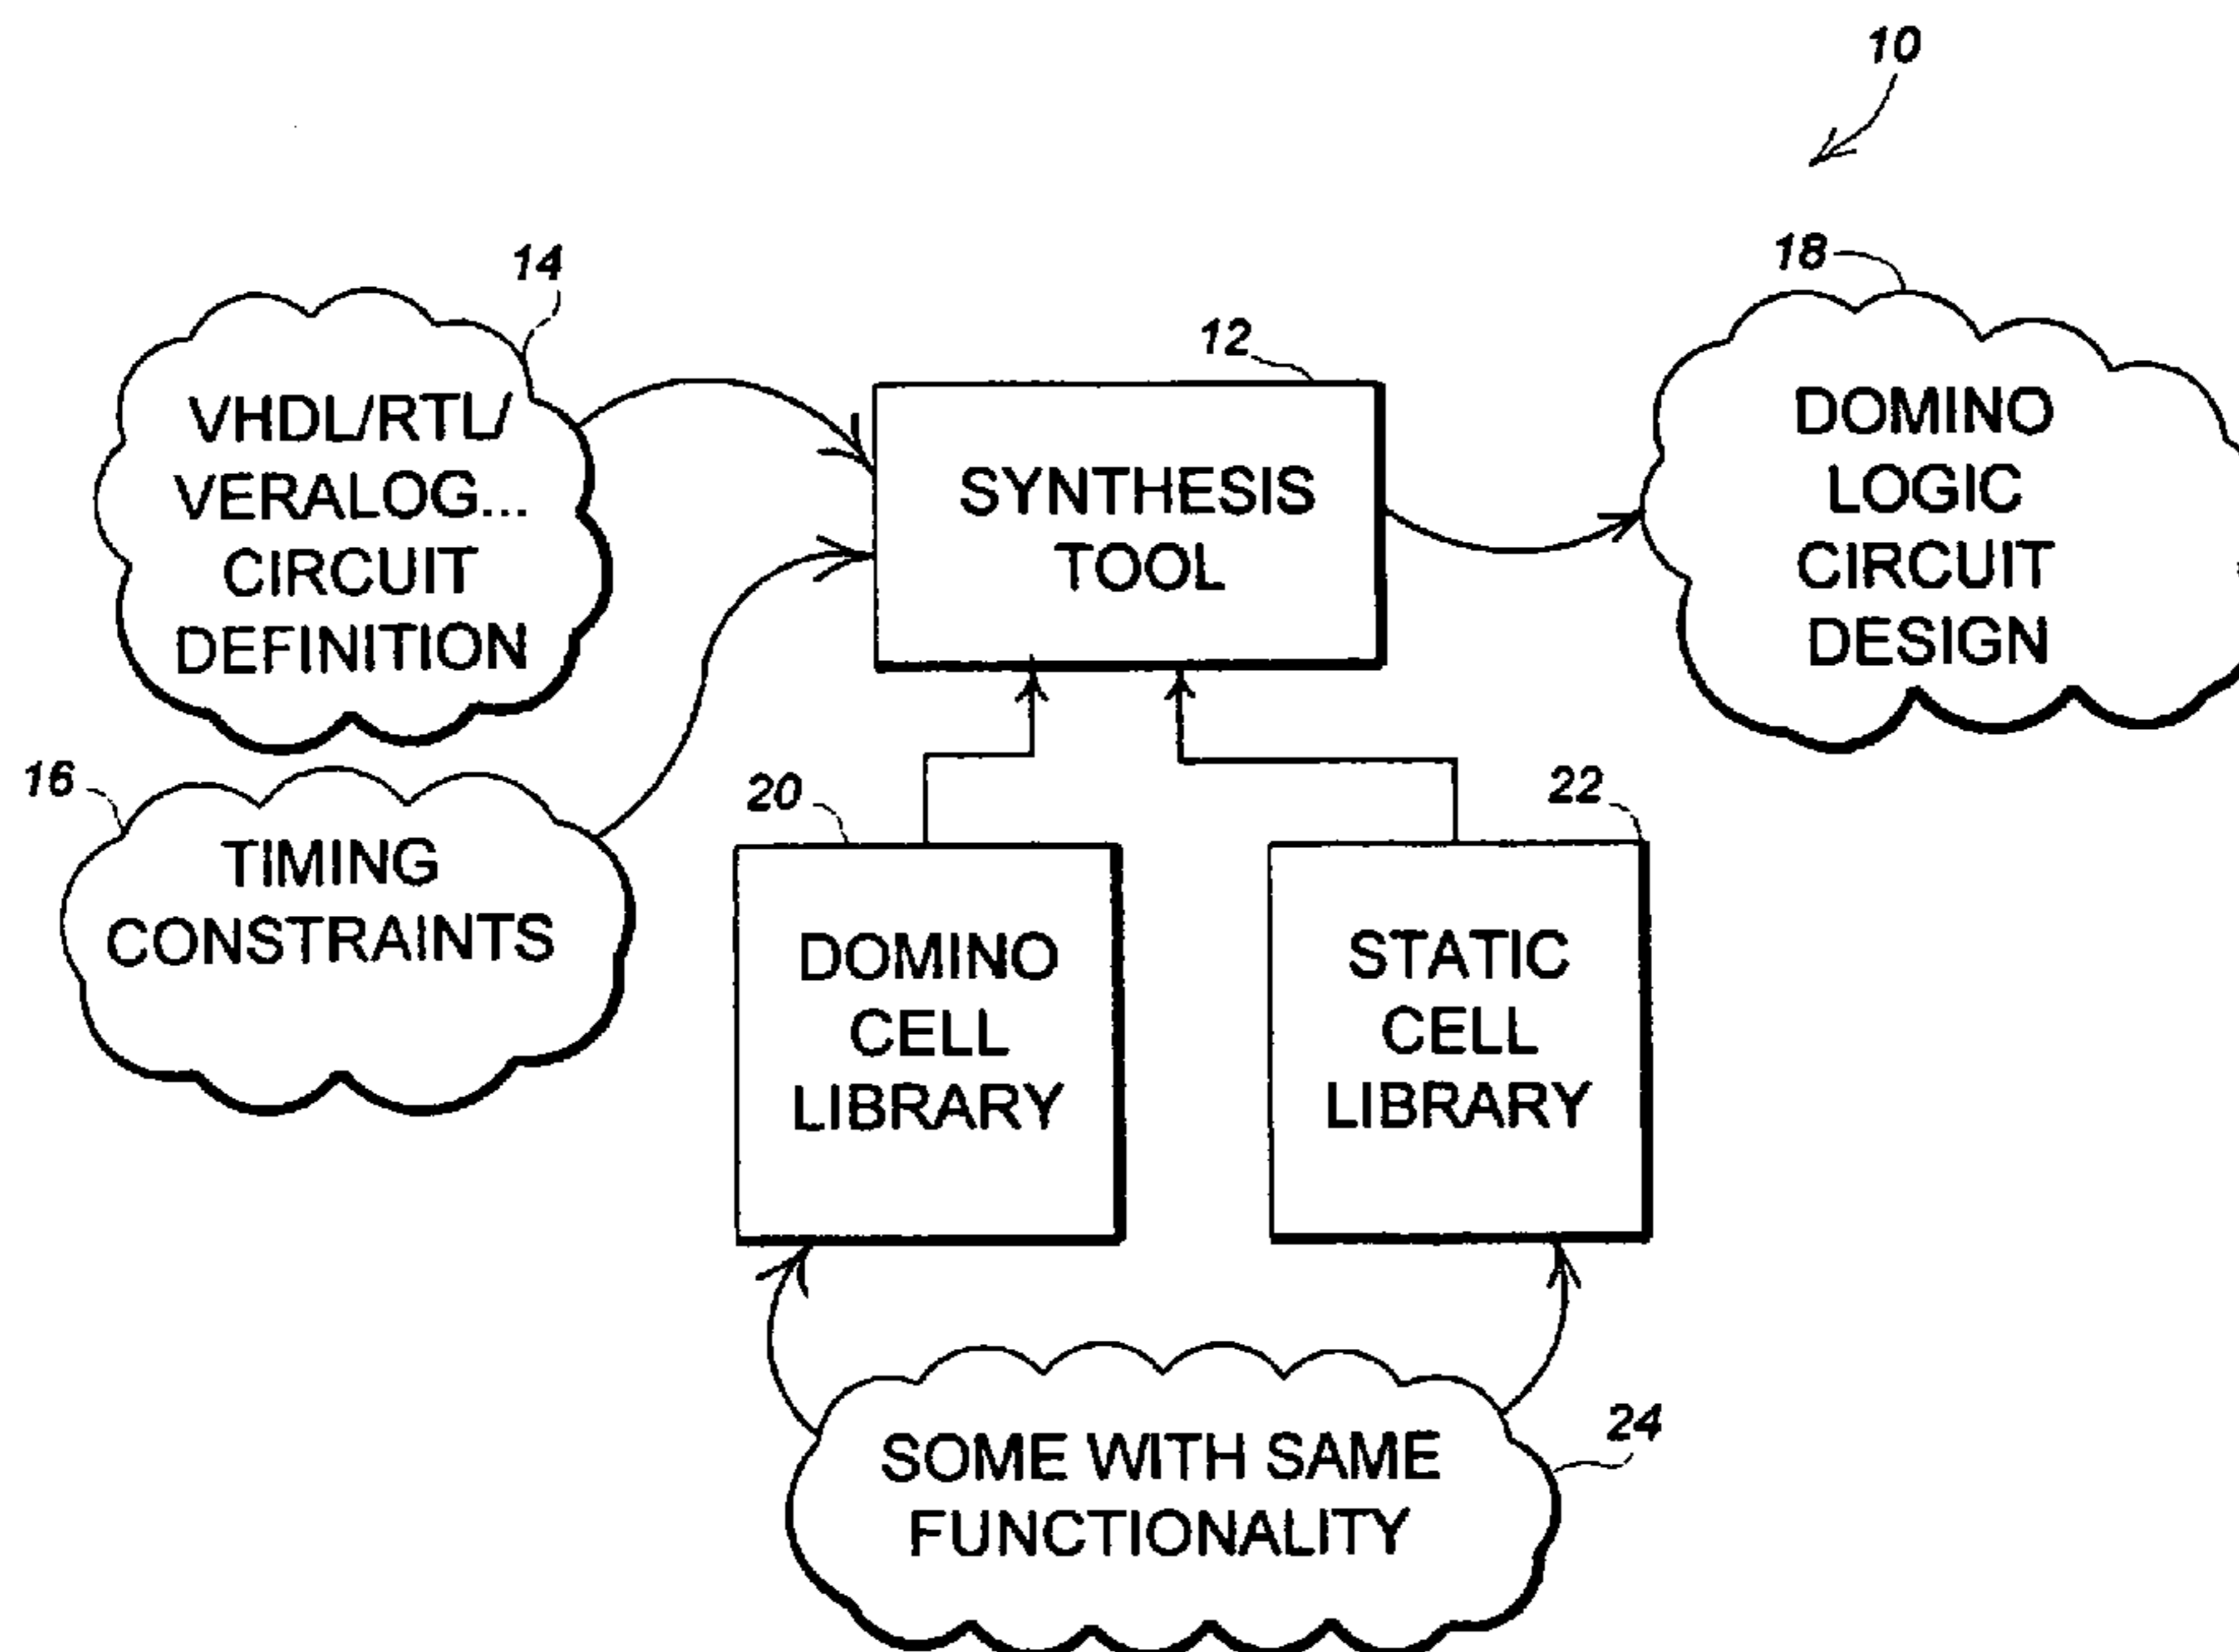 10
14
VHDL/RTL/
VERALOG...
CIRCUIT
DEFINITION
12
SYNTHESIS
TOOL
18
DOMINO
LOGIC
CIRCUIT
DESIGN
16
TIMING
CONSTRAINTS
20
DOMINO
CELL
LIBRARY
22
STATIC
CELL
LIBRARY
24
SOME WITH SAME
FUNCTIONALITY